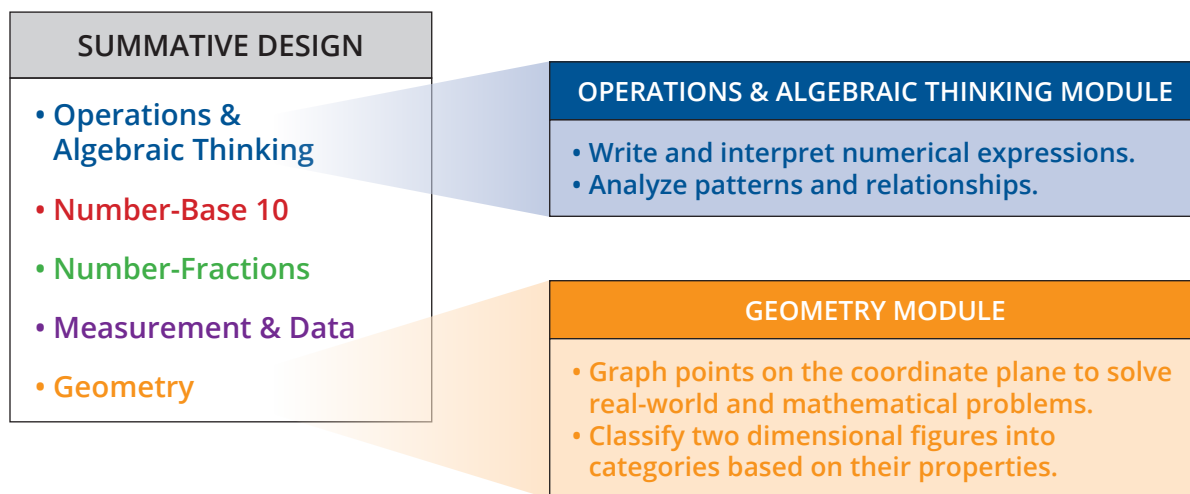 SUMMATIVE DESIGN
• Operations &
Algebraic Thinking
• Number-Base 10
• Number-Fractions
• Measurement & Data
• Geometry
OPERATIONS & ALGEBRAIC THINKING MODULE
• Write and interpret numerical expressions.
• Analyze patterns and relationships.
GEOMETRY MODULE
• Graph points on the coordinate plane to solve
real-world and mathematical problems.
• Classify two dimensional figures into
categories based on their properties.